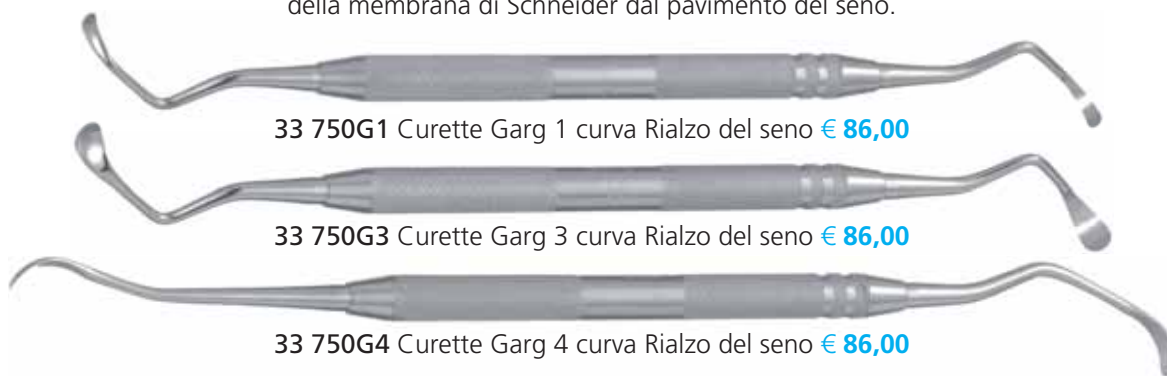 della membrana di Schneider dal pavimento del seno.
33 750G1 Curette Garg 1 curva Rialzo del seno € 86,00
33 750G3 Curette Garg 3 curva Rialzo del seno € 86,00
33 750G4 Curette Garg 4 curva Rialzo del seno € 86,00